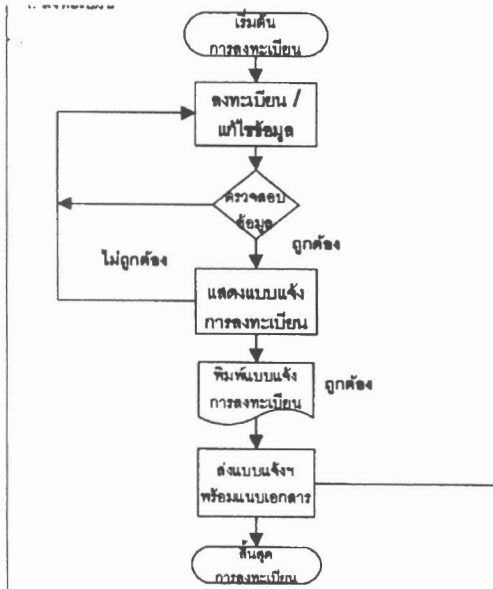 เริ่มต้น
การลงทะเบียน
ลงทะเบียน /
แก้ไขข้อมูล
ตรวจสอบ
ข้อมูล
ถูกต้อง
ไม่ถูกต้อง
แสดงแบบแจ้ง
การลงทะเบียน
พิมพ์แบบแจ้ง
การลงทะเบียน
ถูกต้อง
ส่งแบบแจ้งฯ
พร้อมแนบเอกสาร
สิ้นสุด
การลงทะเบียน